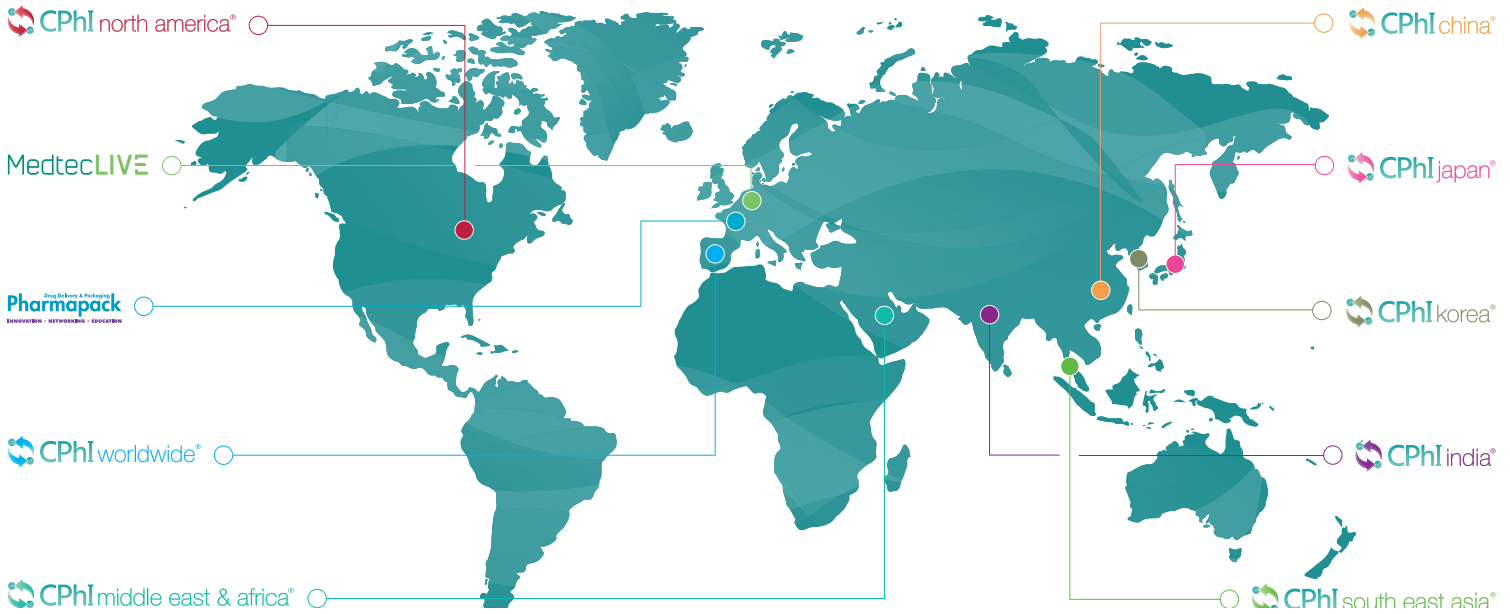 CPhI north america®
MedtecLIVE
Drug Delivery & Packaging
Pharmapack
INNOVATION • NETWORKING • EDUCATION
CPhI worldwide®
CPhI middle east & africa®
CPhI china®
CPhI japan®
CPhI korea®
CPhI india®
CPhI south east asia®